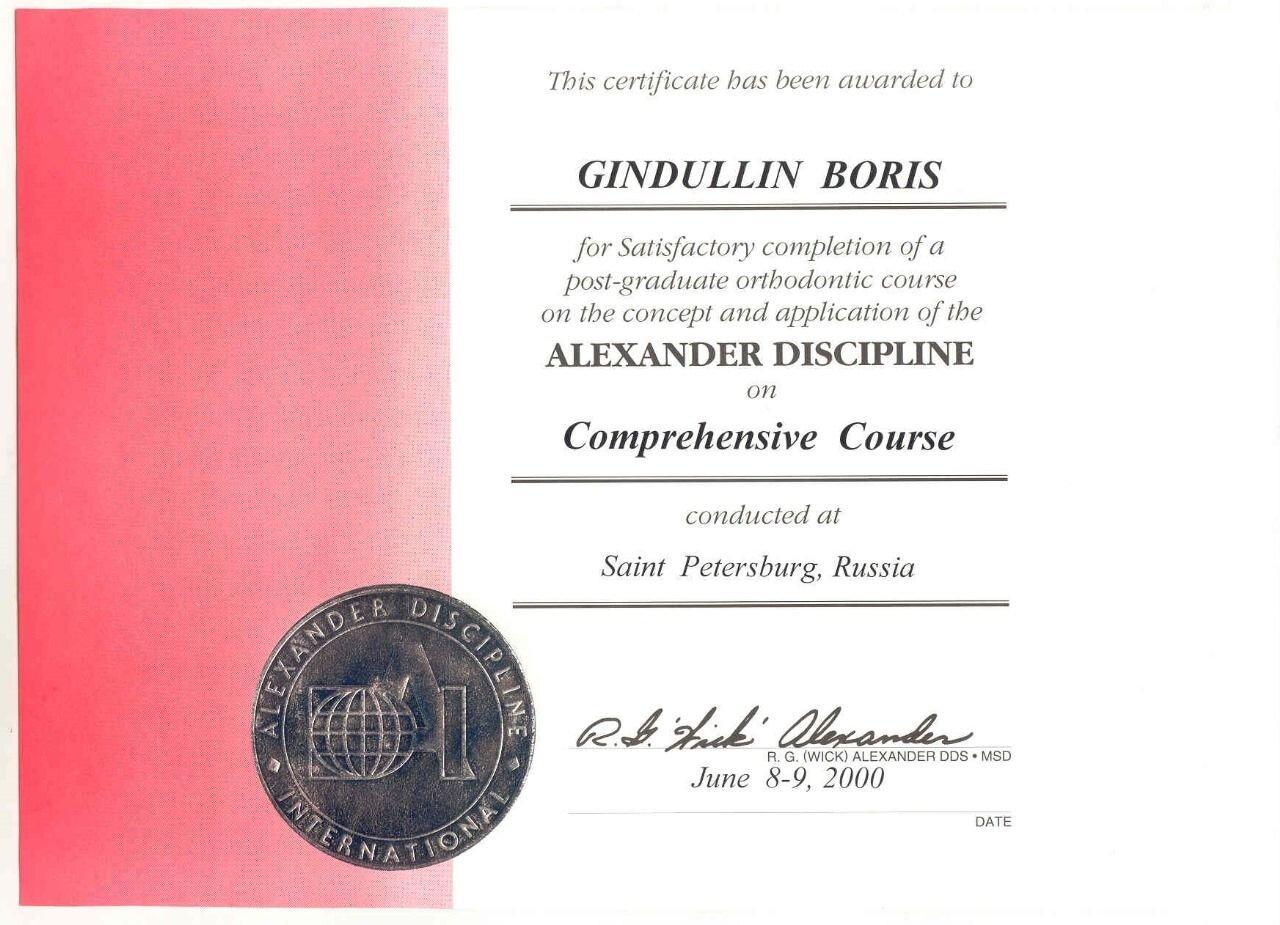 This certificate has been awarded to
GINDULLIN BORIS
for Satisfactory completion of a
post-graduate orthodontic course
on the concept and application of the
ALEXANDER DISCIPLINE
on
Comprehensive Course
conducted at
Saint Petersburg, Russia
ALEXANDER DISCIPLINE
INTERNATIONAL
R. G. 'Wick' Alexander
R. G. (WICK) ALEXANDER DDS • MSD
June 8-9, 2000
DATE